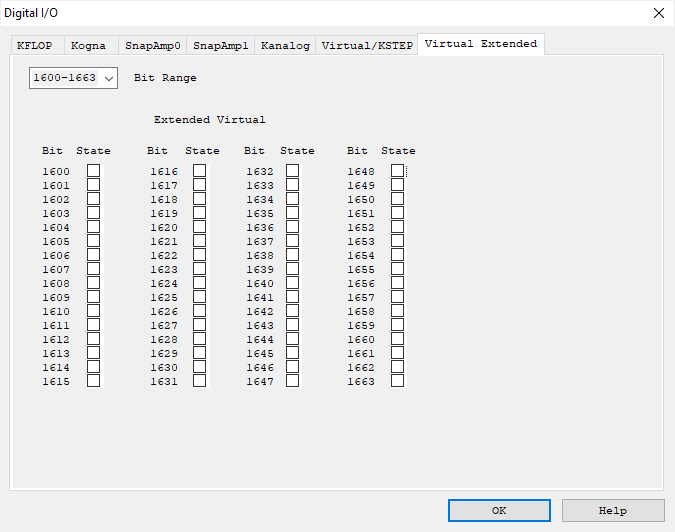 Digital I/O
KFLOP Kogna SnapAmp0 SnapAmp1 Kanalog Virtual/KSTEP Virtual Extended
1600-1663 Bit Range
Extended Virtual
Bit State Bit State Bit State Bit State
1600 1616 1632 1648
1601 1617 1633 1649
1602 1618 1634 1650
1603 1619 1635 1651
1604 1620 1636 1652
1605 1621 1637 1653
1606 1622 1638 1654
1607 1623 1639 1655
1608 1624 1640 1656
1609 1625 1641 1657
1610 1626 1642 1658
1611 1627 1643 1659
1612 1628 1644 1660
1613 1629 1645 1661
1614 1630 1646 1662
1615 1631 1647 1663
OK Help